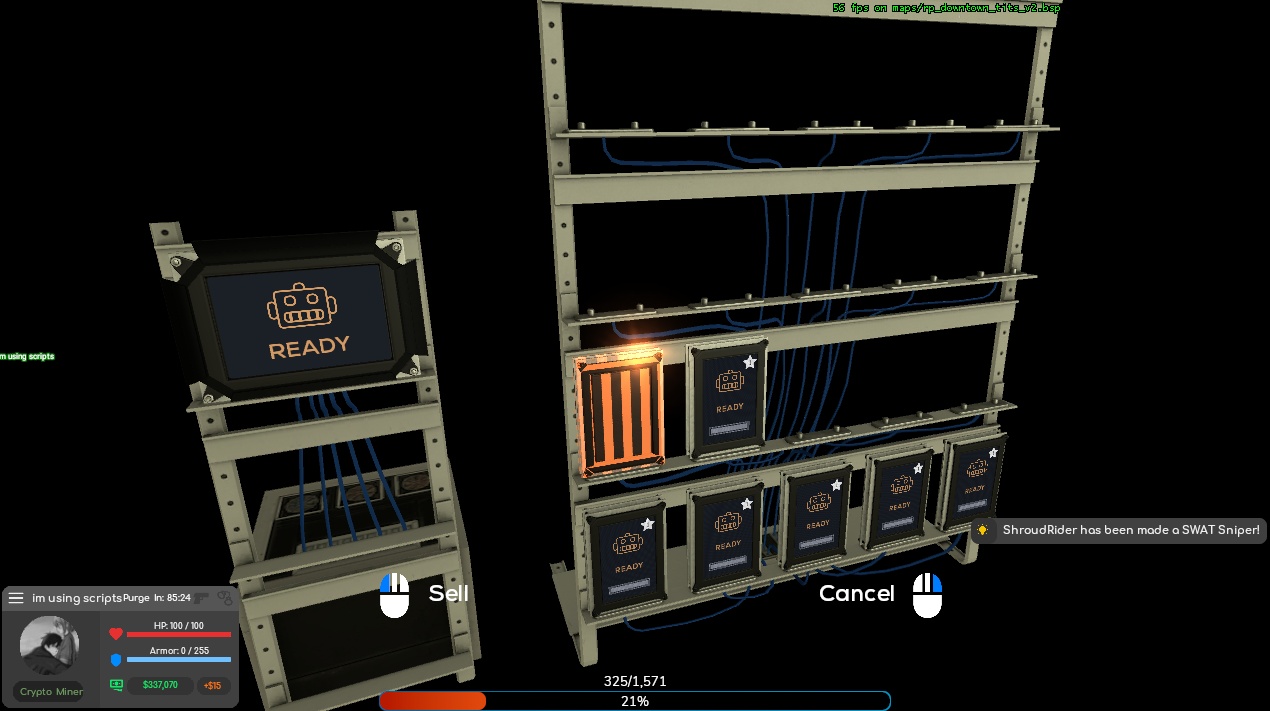 56 fps on maps/rp_downtown_tits_v2.bsp
READY
m using scripts
1
READY
READY
READY
READY
READY
READY
ShroudRider has been made a SWAT Sniper!
Sell
Cancel
im using scripts
Purge In: 85:24
HP: 100 / 100
Armor: 0 / 255
$337,070
+$15
Crypto Miner
325/1,571
21%